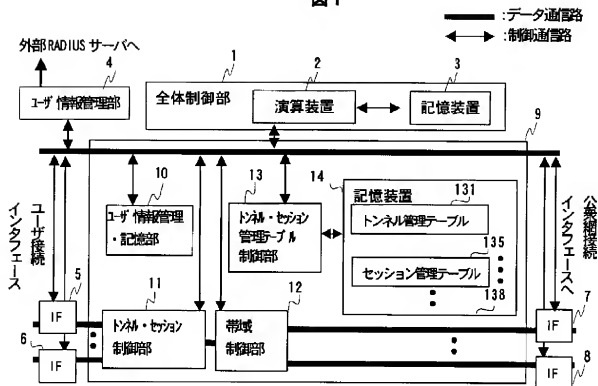 図1
:データ通信路
:制御通信路
外部RADIUS サーバへ
4
ユーザ情報管理部
1
全体制御部
2
演算装置
3
記憶装置
9
ユーザ接続
インタフェース
10
ユーザ情報管理
・記憶部
13
トンネル・セッション
管理テーブル
制御部
14
記憶装置
131
トンネル管理テーブル
135
セッション管理テーブル
138
公衆網接続
インタフェースへ
5
IF
6
IF
11
トンネル・セッション
制御部
12
帯域
制御部
7
IF
8
IF